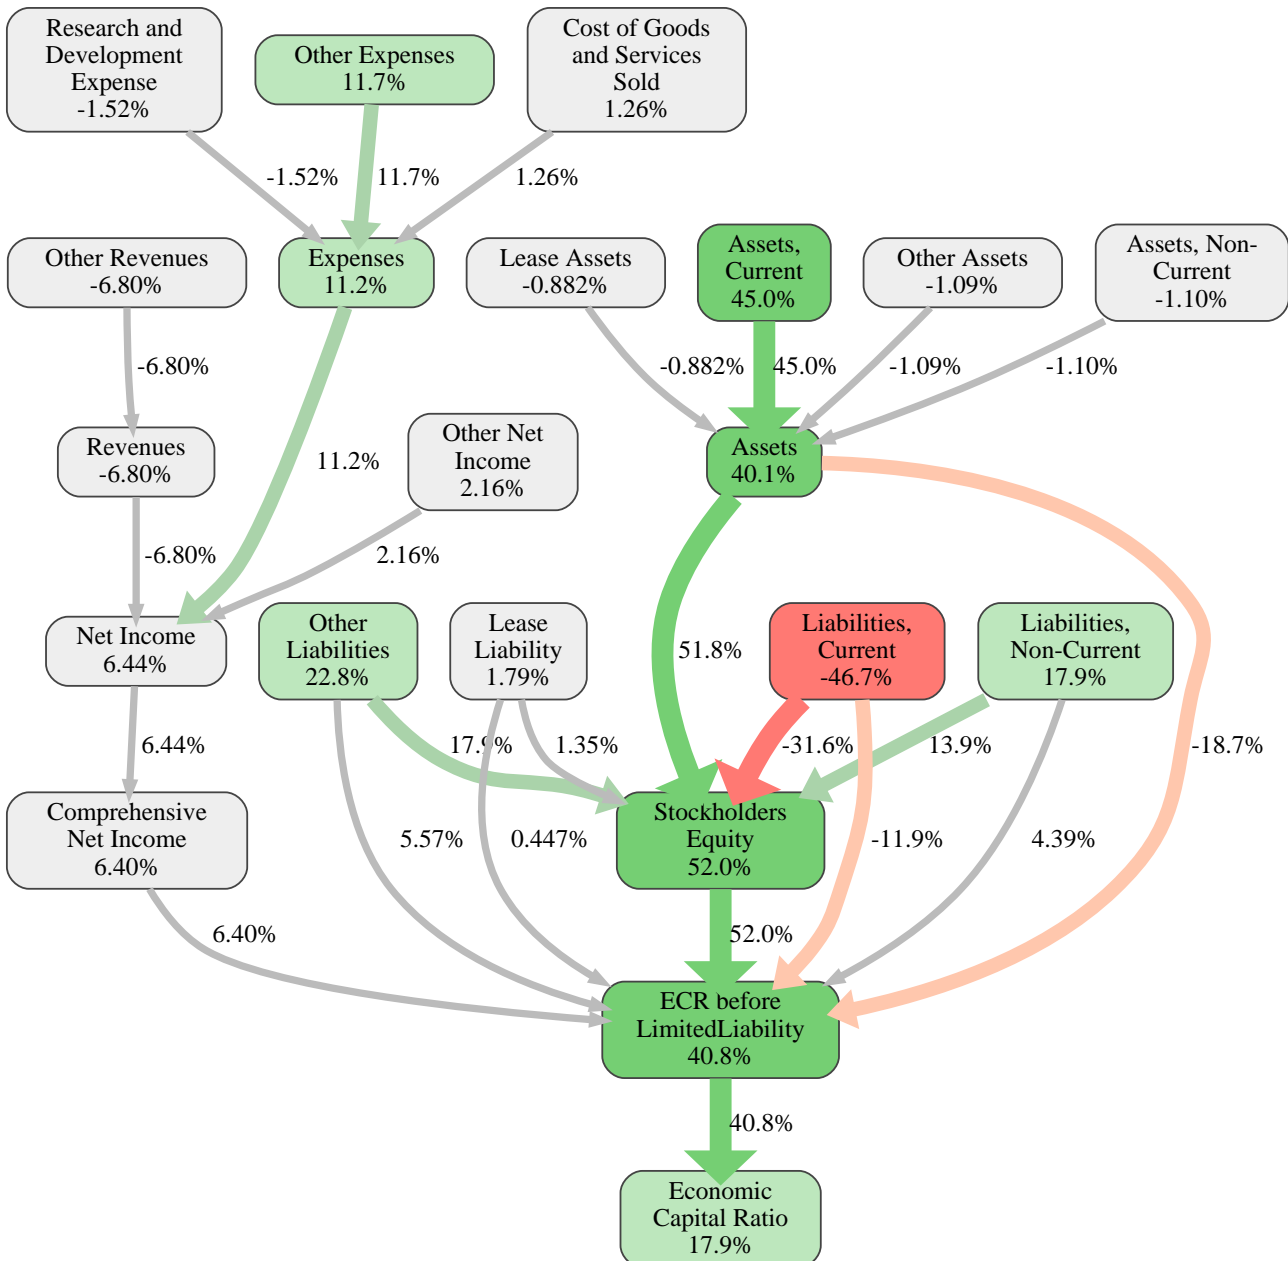 Research and
Development
Expense
-1.52%
Other Expenses
11.7%
Cost of Goods
and Services
Sold
1.26%
-1.52%
11.7%
1.26%
Other Revenues
-6.80%
Expenses
11.2%
Lease Assets
-0.882%
Assets,
Current
45.0%
Other Assets
-1.09%
Assets, Non-
Current
-1.10%
-6.80%
-0.882%
45.0%
-1.09%
-1.10%
Revenues
-6.80%
11.2%
Other Net
Income
2.16%
Assets
40.1%
-6.80%
2.16%
Net Income
6.44%
Other
Liabilities
22.8%
Lease
Liability
1.79%
51.8%
Liabilities,
Current
-46.7%
Liabilities,
Non-Current
17.9%
6.44%
17.9%
1.35%
-31.6%
13.9%
-18.7%
Comprehensive
Net Income
6.40%
5.57%
0.447%
Stockholders
Equity
52.0%
-11.9%
4.39%
6.40%
52.0%
ECR before
LimitedLiability
40.8%
40.8%
Economic
Capital Ratio
17.9%